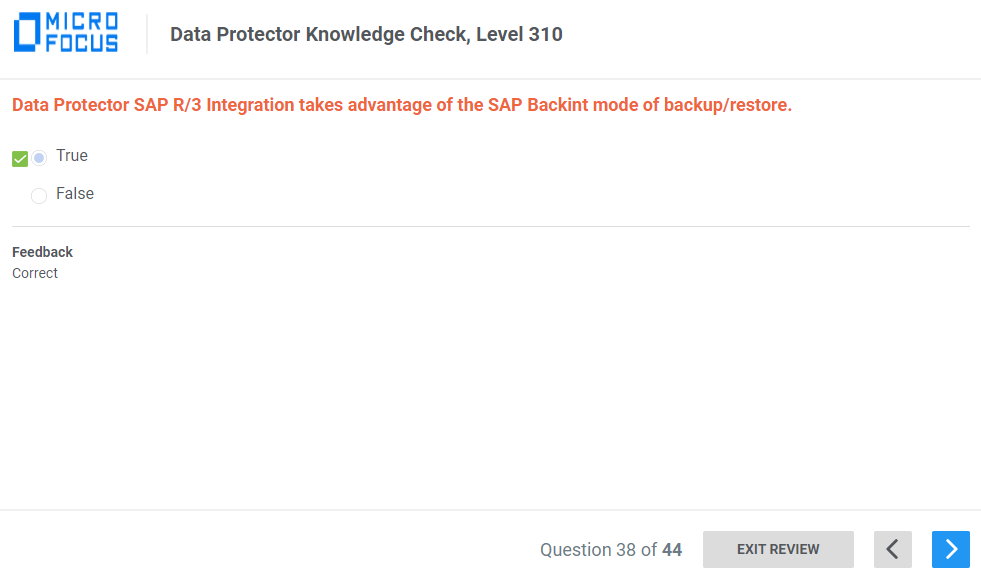 MICRO
FOCUS
Data Protector Knowledge Check, Level 310
Data Protector SAP R/3 Integration takes advantage of the SAP Backint mode of backup/restore.
True
False
Feedback
Correct
Question 38 of 44
EXIT REVIEW